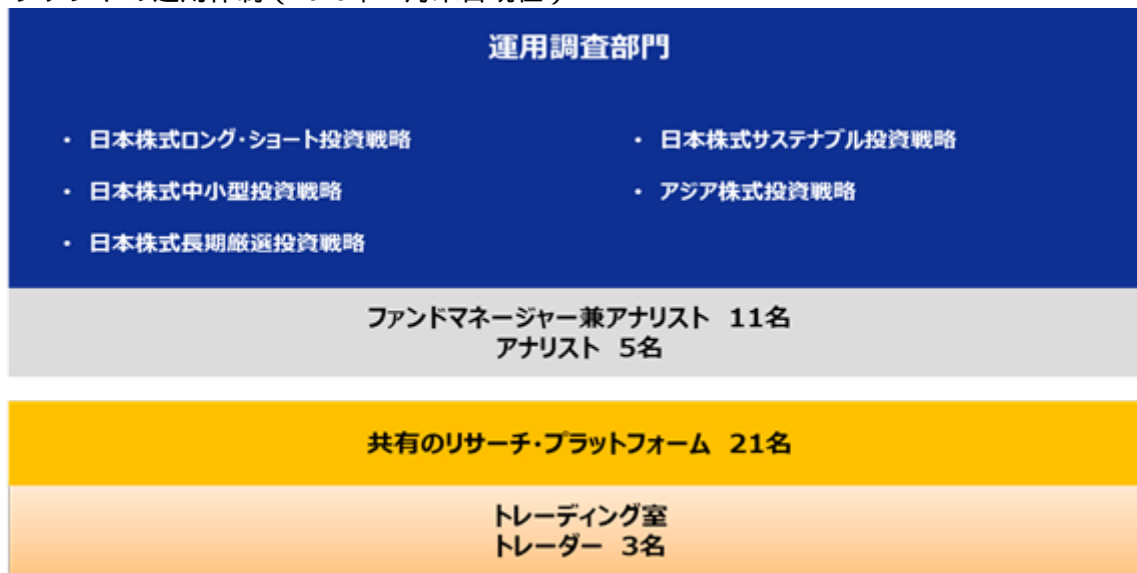 運用調査部門
・ 日本株式ロング・ショート投資戦略
・ 日本株式サステナブル投資戦略
・ 日本株式中小型投資戦略
・ アジア株式投資戦略
・ 日本株式長期厳選投資戦略
ファンドマネージャー兼アナリスト 11名
アナリスト 5名
共有のリサーチ・プラットフォーム 21名
トレーディング室
トレーダー 3名